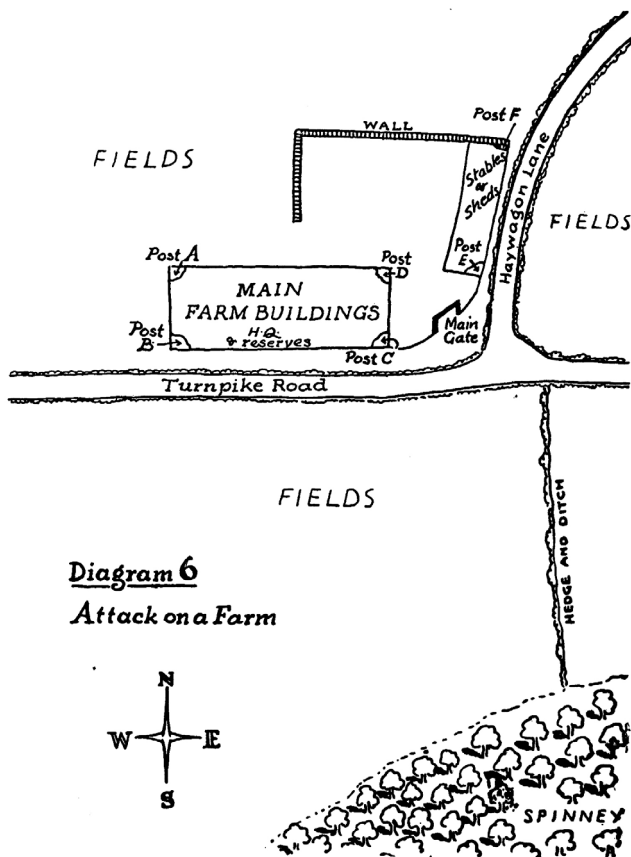 Post F
WALL
FIELDS
Stables
or
Sheds
Haywagon Lane
FIELDS
Post A
Post
D
Post
E
MAIN
FARM BUILDINGS
H.Q.
& reserves
Post
B
Post C
Main
Gate
Turnpike Road
FIELDS
HEDGE AND DITCH
Diagram 6
Attack on a Farm
N
W E
S
SPINNEY